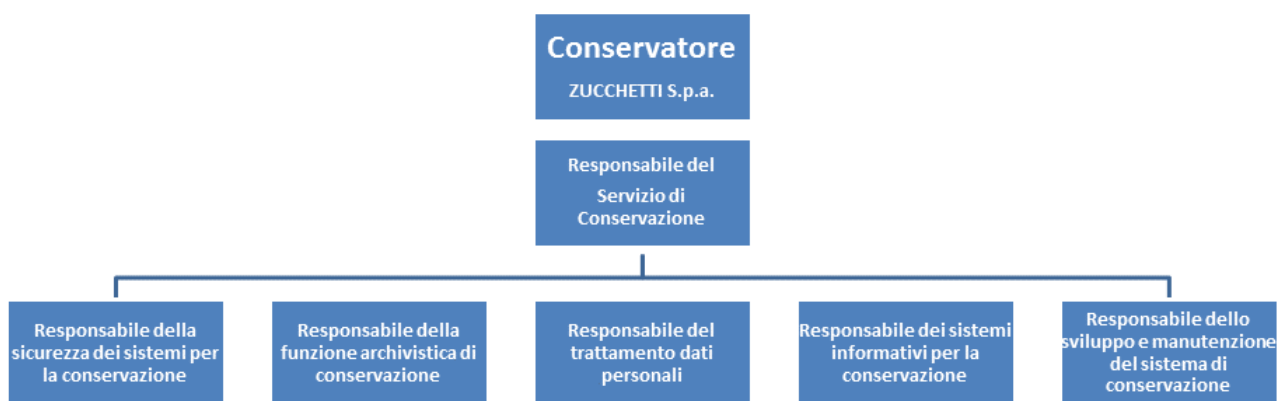 Conservatore
ZUCCHETTI S.p.a.
Responsabile del
Servizio di
Conservazione
Responsabile della
sicurezza dei sistemi per
la conservazione
Responsabile della
funzione archivistica di
conservazione
Responsabile del
trattamento dati
personali
Responsabile dei sistemi
informativi per la
conservazione
Responsabile dello
sviluppo e manutenzione
del sistema di
conservazione